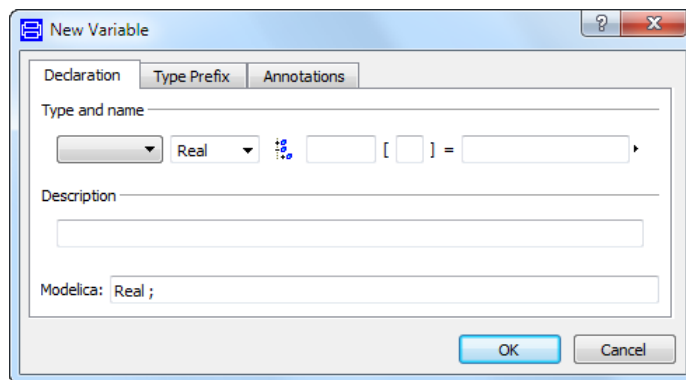 New Variable
?
Declaration Type Prefix Annotations
Type and name
Real [ ] =
Description
Modelica: Real ;
OK Cancel